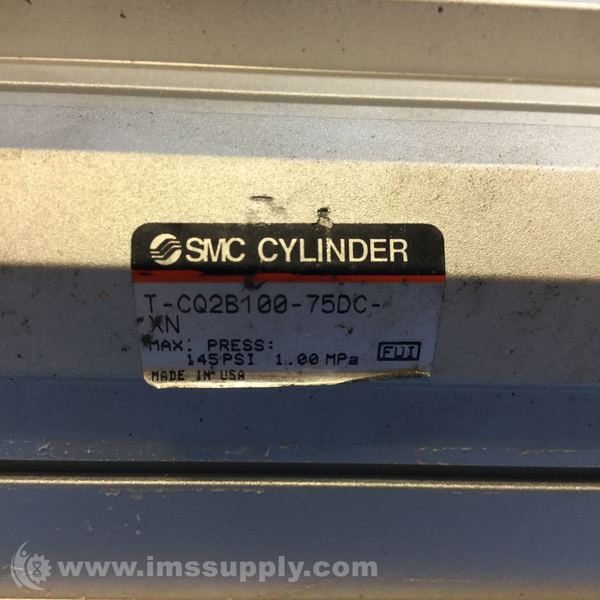 SMC CYLINDER
T-CQ2B100-75DC-
XN
MAX. PRESS:
145PSI 1.00 MPa
FUI
MADE IN USA
www.imssupply.com